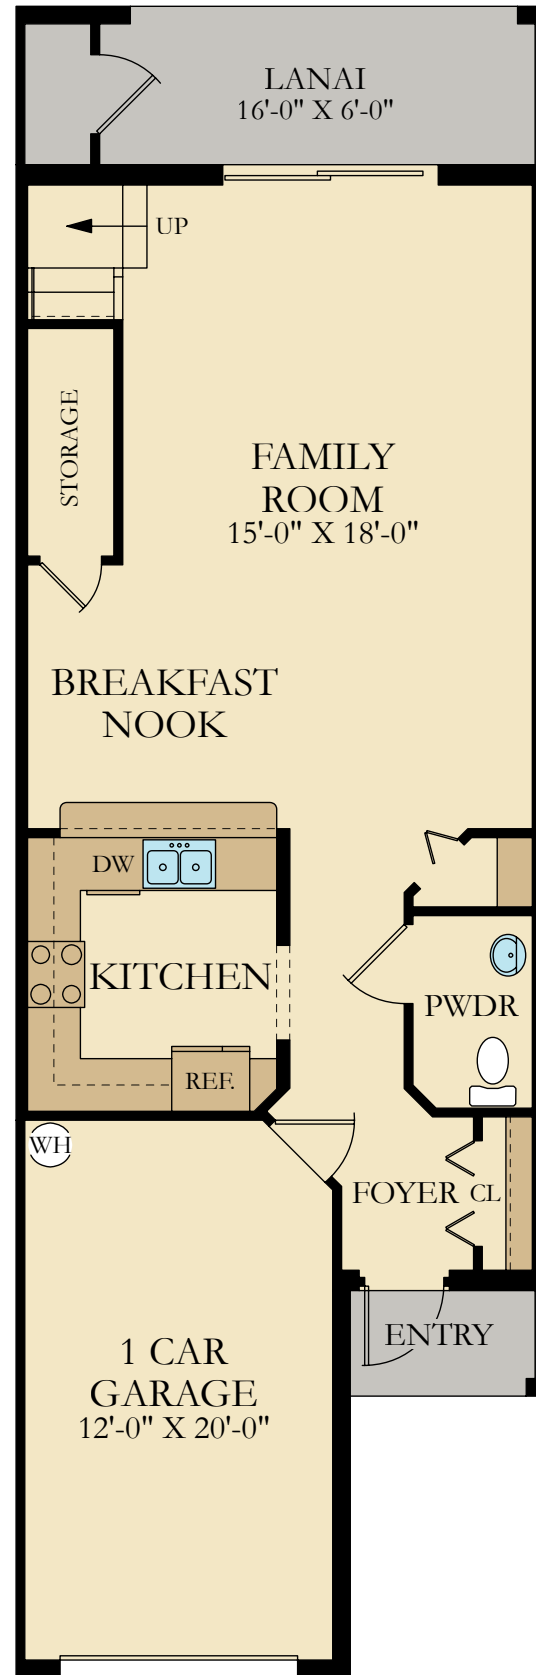 LANAI
16'-0" X 6'-0"
UP
STORAGE
FAMILY
ROOM
15'-0" X 18'-0"
BREAKFAST
NOOK
DW
KITCHEN
PWDR
REF.
WH
FOYER
CL
ENTRY
1 CAR
GARAGE
12'-0" X 20'-0"